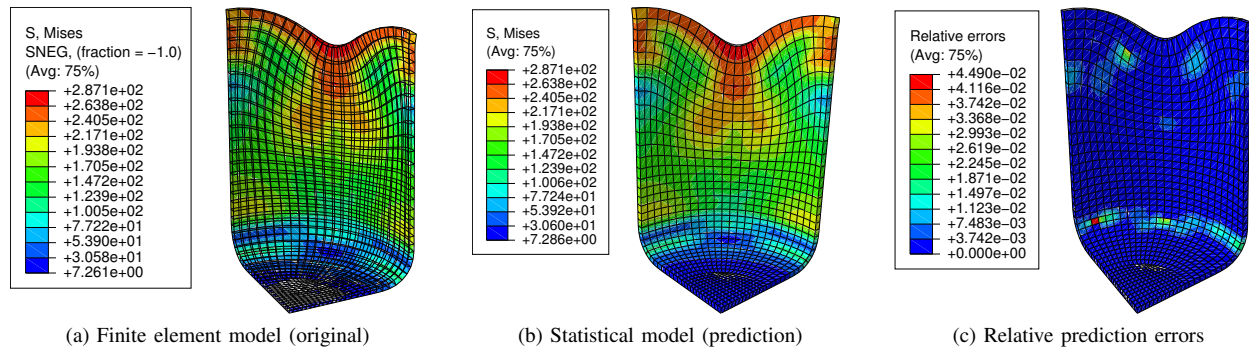 S, Mises
SNEG, (fraction = −1.0)
(Avg: 75%)
+2.871e+02
+2.638e+02
+2.405e+02
+2.171e+02
+1.938e+02
+1.705e+02
+1.472e+02
+1.239e+02
+1.005e+02
+7.722e+01
+5.390e+01
+3.058e+01
+7.261e+00
(a) Finite element model (original)
S, Mises
(Avg: 75%)
+2.871e+02
+2.638e+02
+2.405e+02
+2.171e+02
+1.938e+02
+1.705e+02
+1.472e+02
+1.239e+02
+1.006e+02
+7.724e+01
+5.392e+01
+3.060e+01
+7.286e+00
(b) Statistical model (prediction)
Relative errors
(Avg: 75%)
+4.490e−02
+4.116e−02
+3.742e−02
+3.368e−02
+2.993e−02
+2.619e−02
+2.245e−02
+1.871e−02
+1.497e−02
+1.123e−02
+7.483e−03
+3.742e−03
+0.000e+00
(c) Relative prediction errors